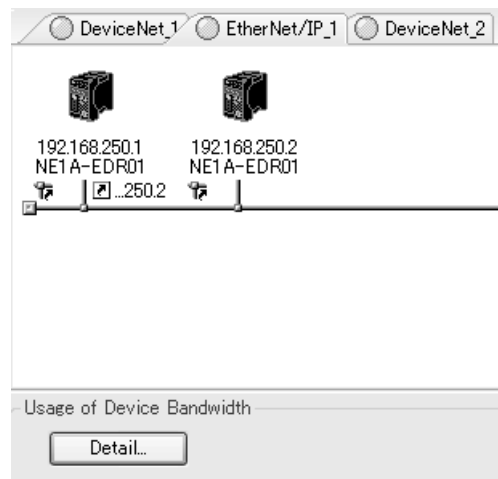 DeviceNet_1 EtherNet/IP_1 DeviceNet_2
192.168.250.1 192.168.250.2
NE1A-EDR01 NE1A-EDR01
...250.2
Usage of Device Bandwidth
Detail...